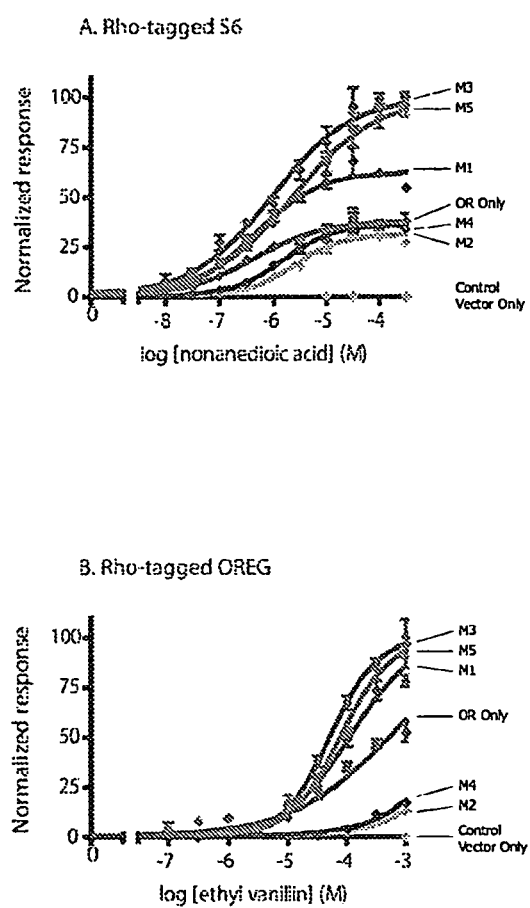 A. Rho-tagged S6
Normalized response
100
75
50
25
0
0
-8
-7
-6
-5
-4
log [nonanedioic acid] (M)
M3
M5
M1
OR Only
M4
M2
Control
Vector Only
B. Rho-tagged OREG
Normalized response
100
75
50
25
0
0
-7
-6
-5
-4
-3
log [ethyl vanillin] (M)
M3
M5
M1
OR Only
M4
M2
Control
Vector Only